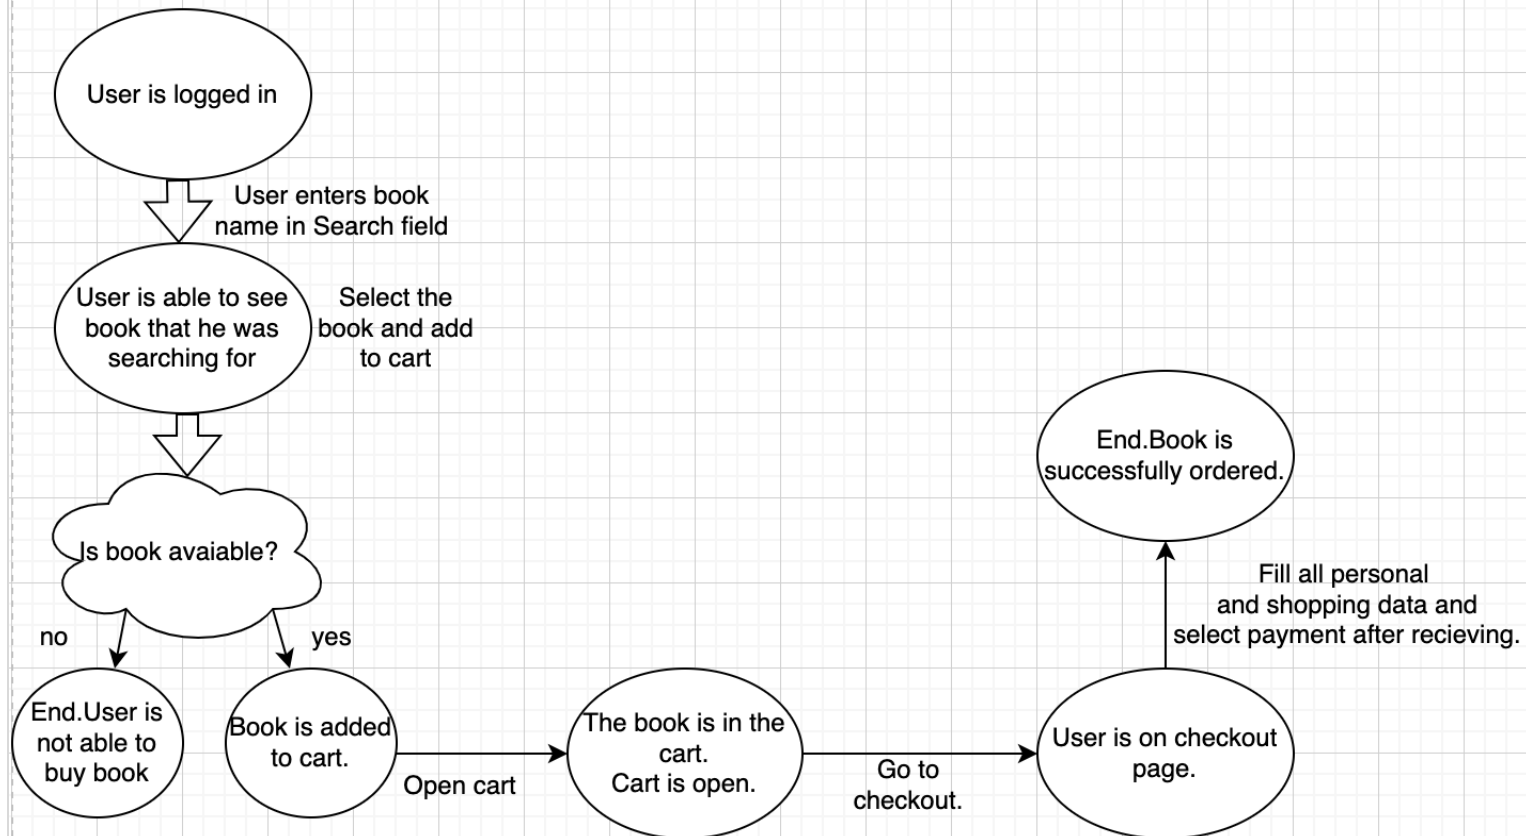 User is logged in
User enters book
name in Search field
User is able to see
book that he was
searching for
Select the
book and add
to cart
Is book avaiable?
no
yes
End.User is
not able to
buy book
Book is added
to cart.
Open cart
The book is in the
cart.
Cart is open.
Go to
checkout.
User is on checkout
page.
Fill all personal
and shopping data and
select payment after recieving.
End.Book is
successfully ordered.